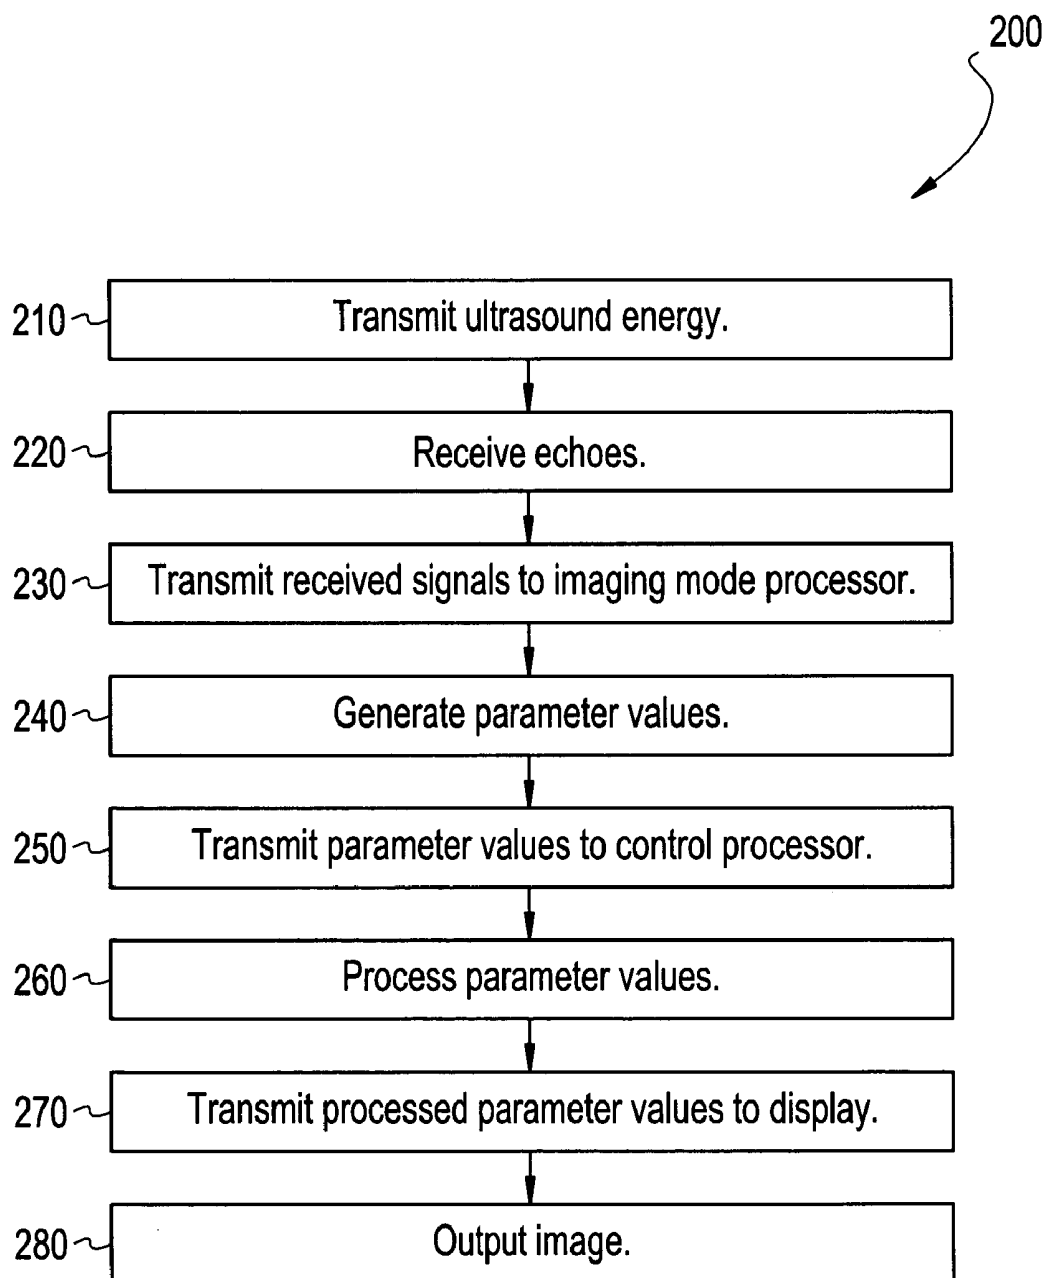 200
210 Transmit ultrasound energy.
220 Receive echoes.
230 Transmit received signals to imaging mode processor.
240 Generate parameter values.
250 Transmit parameter values to control processor.
260 Process parameter values.
270 Transmit processed parameter values to display.
280 Output image.